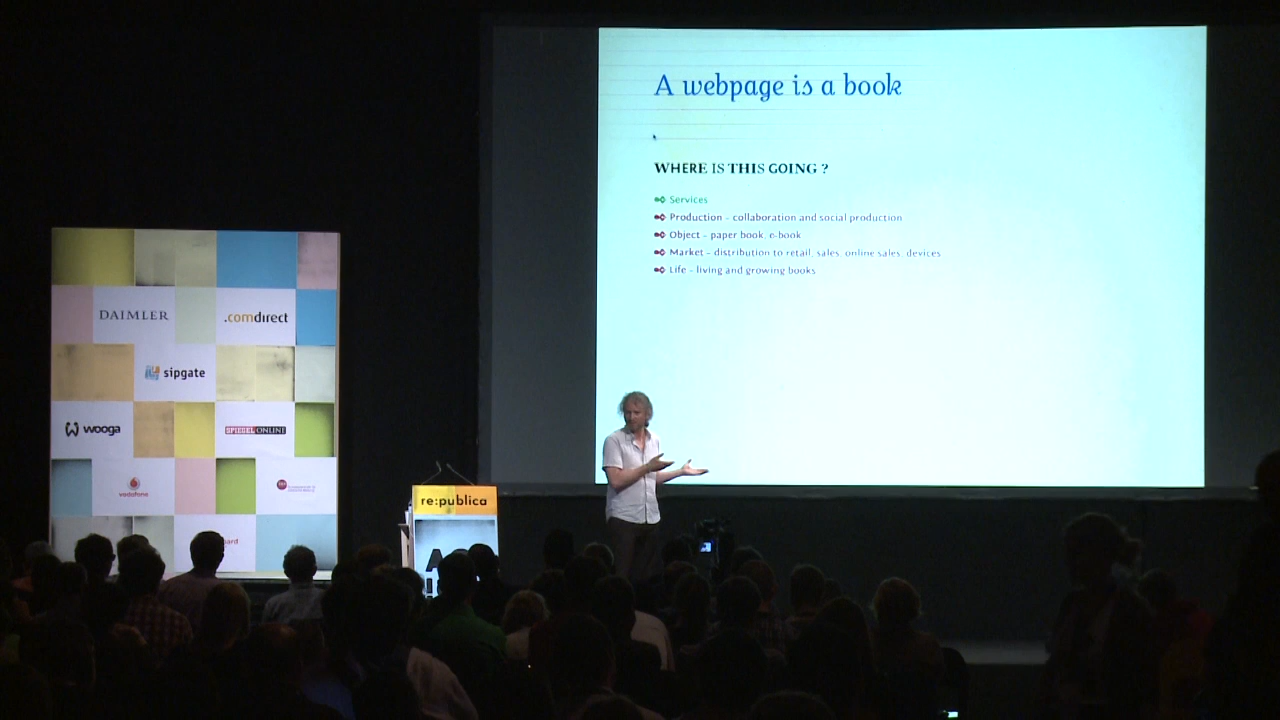 A webpage is a book
WHERE IS THIS GOING ?
Services
Production – collaboration and social production
Object – paper book, e-book
Market – distribution to retail, sales, online sales, devices
Life – living and growing books
DAIMLER
.comdirect
sipgate
wooga
SPIEGEL ONLINE
vodafone
re:publica